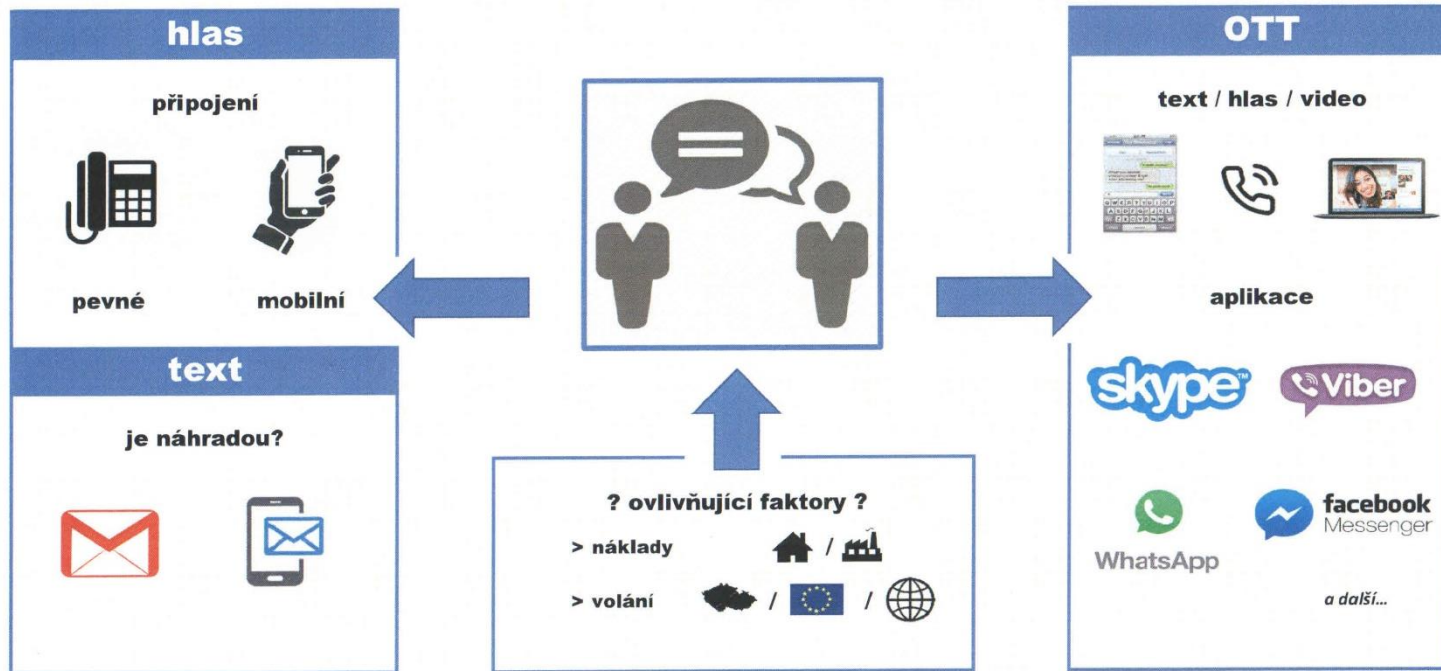 hlas
připojení
pevné
mobilní
text
je náhradou?
? ovlivňující faktory ?
> náklady
/
> volání
/
/
OTT
text / hlas / video
aplikace
skype™
Viber
WhatsApp
facebook
Messenger
a další...